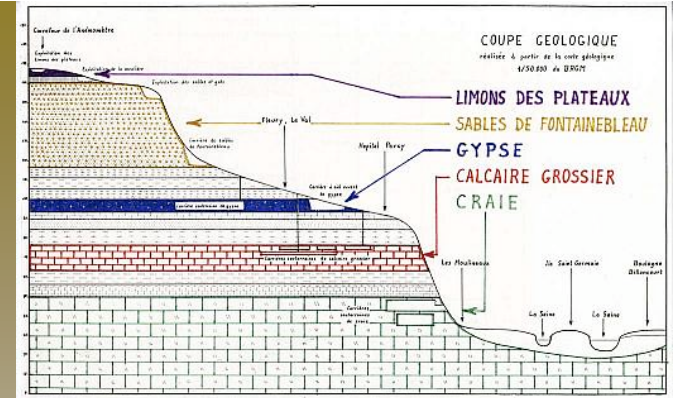 COUPE GEOLOGIQUE
réalisée à partir de la carte géologique
1/50.000 du BRGM
Carrefour de l'Anémomètre
Exploitation des
limons des plateaux
Exploitation de la meulière
Exploitation des sables et grès
LIMONS DES PLATEAUX
SABLES DE FONTAINEBLEAU
GYPSE
CALCAIRE GROSSIER
CRAIE
Fleury, Le Val
Hôpital Percy
Carrière de sables
de fontainebleau
Carrière à ciel ouvert
de gypse
Carrière souterraine de gypse
Carrières souterraines de calcaire grossier
Carrières
souterraines
de craie
Les Moulineaux
Ile Saint Germain
Boulogne
Billancourt
La Seine
La Seine